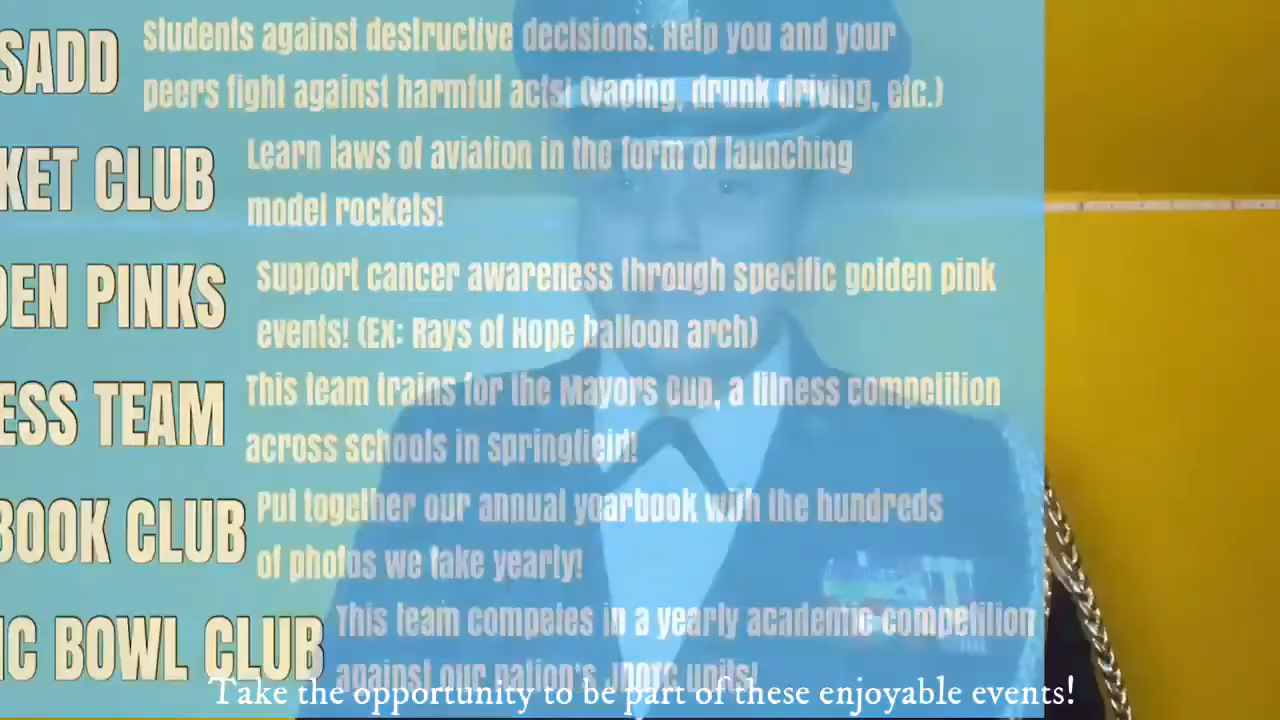 SADD
Students against destructive decisions. Help you and your
peers fight against harmful acts! (vaping, drunk driving, etc.)
KET CLUB
Learn laws of aviation in the form of launching
model rockets!
DEN PINKS
Support cancer awareness through specific golden pink
events! (Ex: Rays of Hope balloon arch)
ESS TEAM
This team trains for the Mayors Cup, a fitness competition
across schools in Springfield!
BOOK CLUB
Put together our annual yearbook with the hundreds
of photos we take yearly!
IC BOWL CLUB
This team competes in a yearly academic competition
against our nation's JROTC units!
Take the opportunity to be part of these enjoyable events!